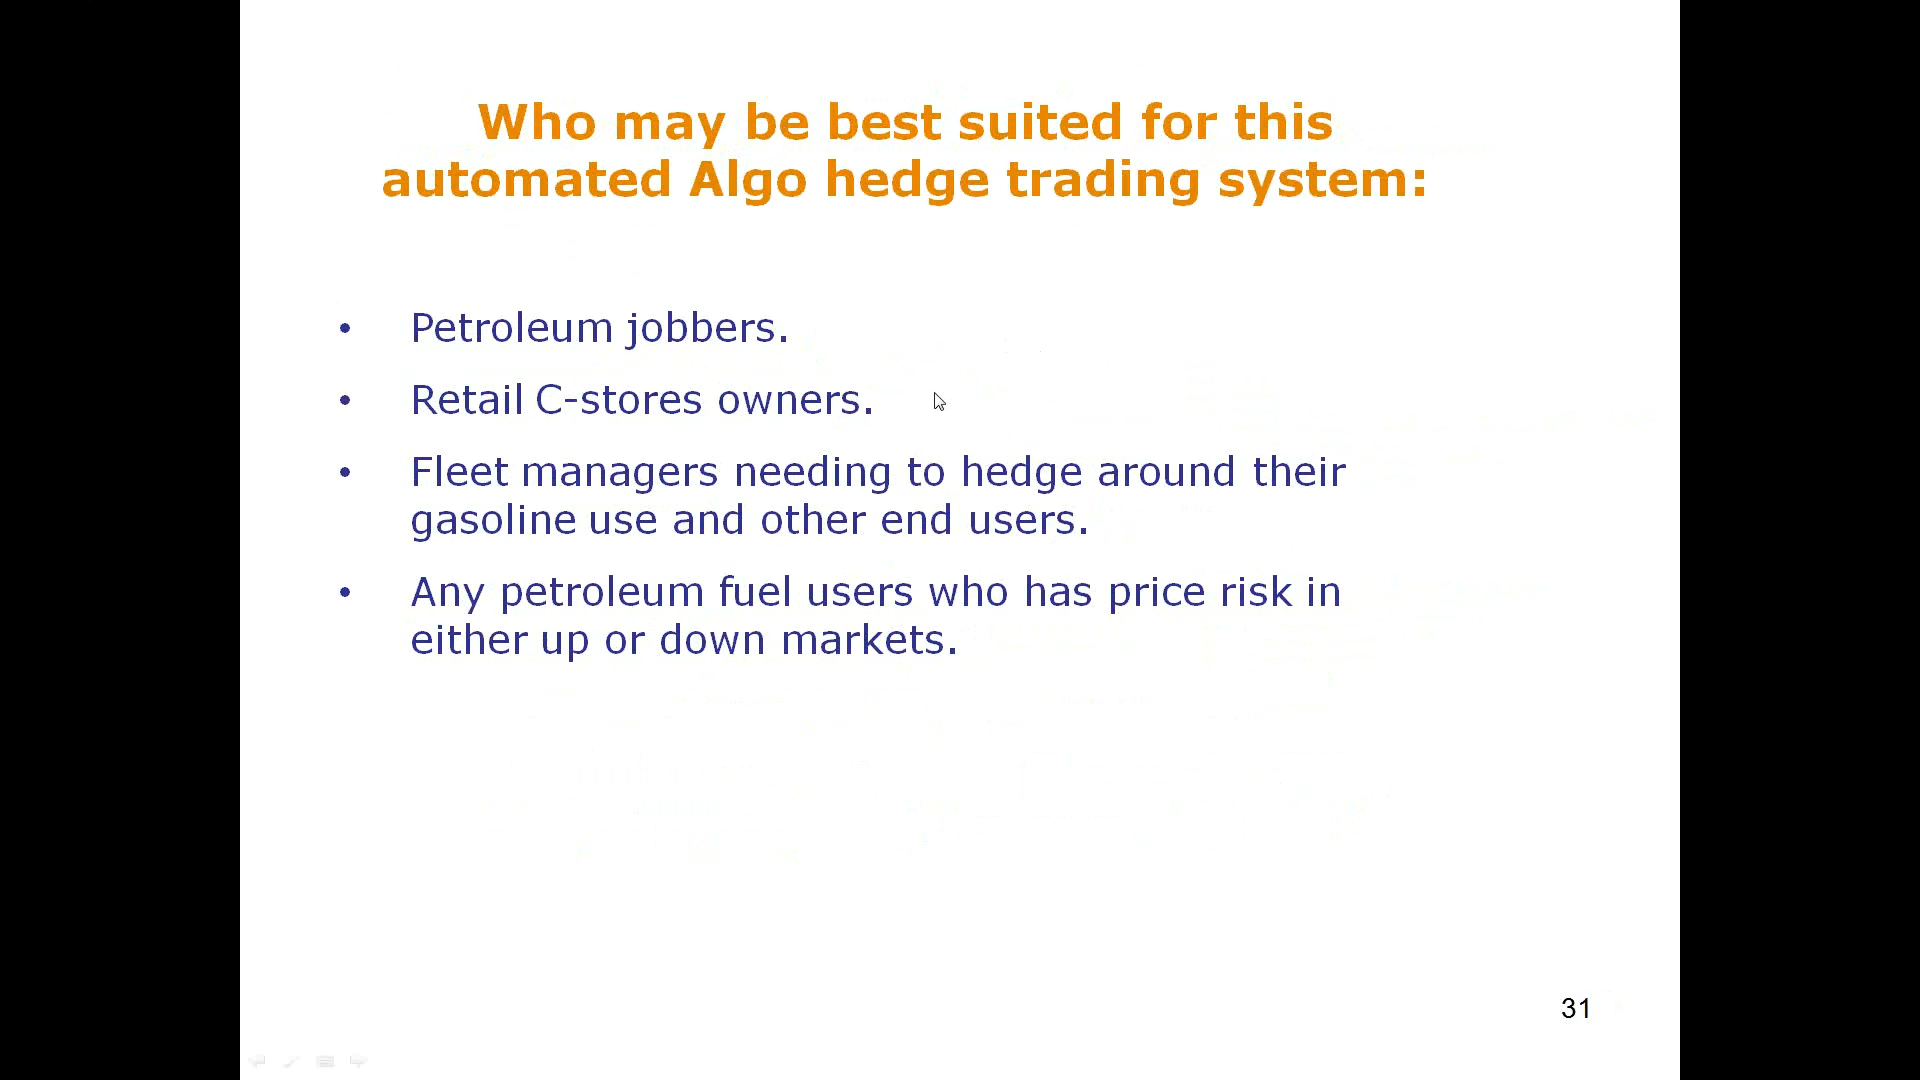 Who may be best suited for this
automated Algo hedge trading system:
• Petroleum jobbers.
• Retail C-stores owners.
• Fleet managers needing to hedge around their
gasoline use and other end users.
• Any petroleum fuel users who has price risk in
either up or down markets.
31